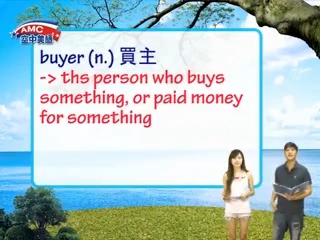 AMC
空中美語
buyer (n.) 買主
-> ths person who buys
something, or paid money
for something